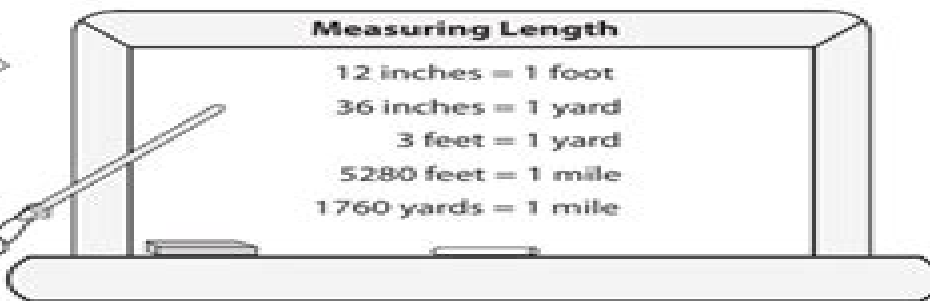 Measuring Length
12 inches = 1 foot
36 inches = 1 yard
3 feet = 1 yard
5280 feet = 1 mile
1760 yards = 1 mile